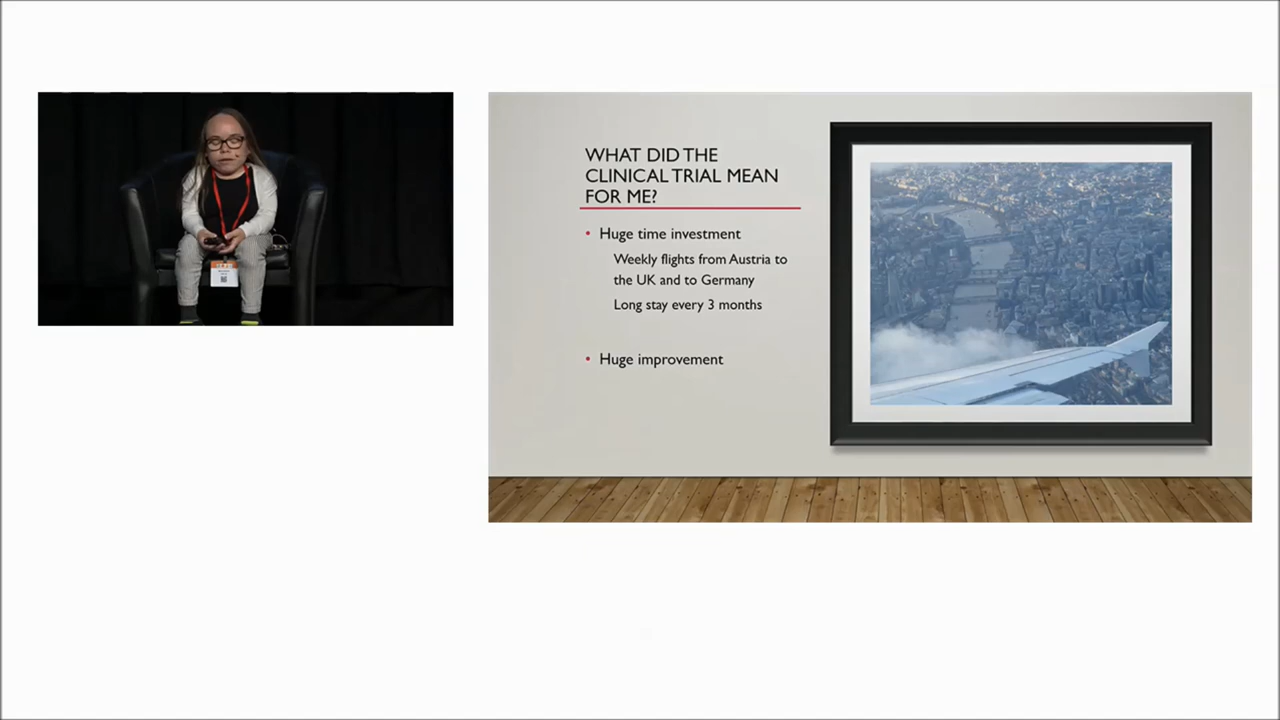 WHAT DID THE
CLINICAL TRIAL MEAN
FOR ME?
• Huge time investment
Weekly flights from Austria to
the UK and to Germany
Long stay every 3 months
• Huge improvement